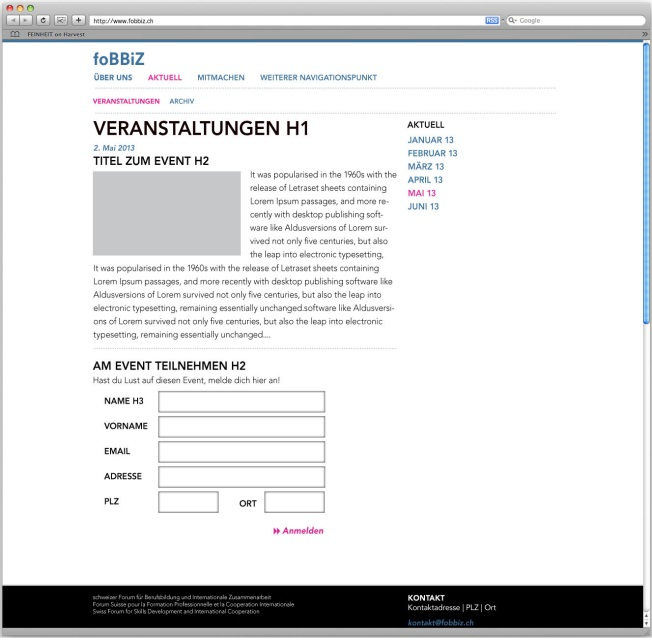 http://www.fobbiz.ch
RSS
Google
FEINHEIT on Harvest
foBBiZ
ÜBER UNS AKTUELL MITMACHEN WEITERER NAVIGATIONSPUNKT
VERANSTALTUNGEN ARCHIV
VERANSTALTUNGEN H1
2. Mai 2013
TITEL ZUM EVENT H2
It was popularised in the 1960s with the
release of Letraset sheets containing
Lorem Ipsum passages, and more re-
cently with desktop publishing soft-
ware like Aldusversions of Lorem sur-
vived not only five centuries, but also
the leap into electronic typesetting,
It was popularised in the 1960s with the release of Letraset sheets containing
Lorem Ipsum passages, and more recently with desktop publishing software like
Aldusversions of Lorem survived not only five centuries, but also the leap into
electronic typesetting, remaining essentially unchanged.software like Aldusversi-
ons of Lorem survived not only five centuries, but also the leap into electronic
typesetting, remaining essentially unchanged....
AM EVENT TEILNEHMEN H2
Hast du Lust auf diesen Event, melde dich hier an!
NAME H3
VORNAME
EMAIL
ADRESSE
PLZ ORT
Anmelden
AKTUELL
JANUAR 13
FEBRUAR 13
MÄRZ 13
APRIL 13
MAI 13
JUNI 13
schweizer Forum für Berufsbildung und Internationale Zusammenarbeit
Forum Suisse pour la Formation Professionnelle et la Cooperation Internationale
Swiss Forum for Skills Development and International Cooperation
KONTAKT
Kontaktadresse | PLZ | Ort
kontakt@fobbiz.ch